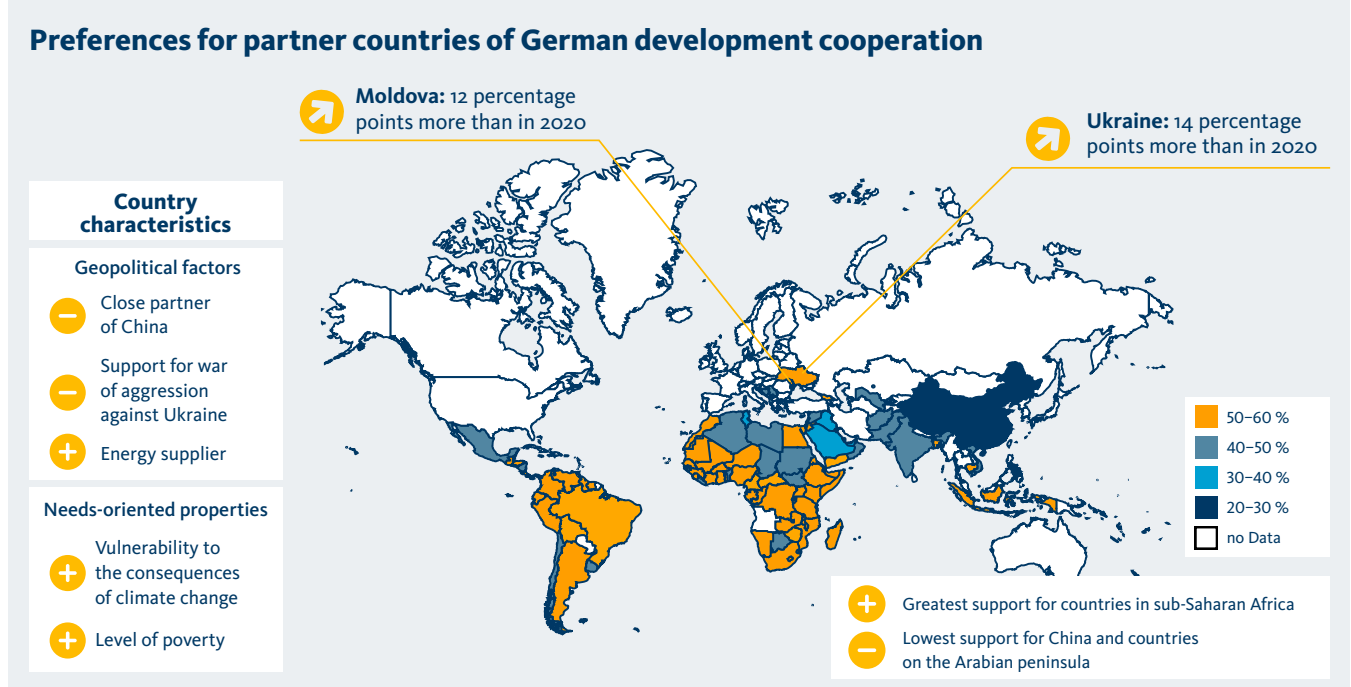 Preferences for partner countries of German development cooperation
Moldova: 12 percentage
points more than in 2020
Ukraine: 14 percentage
points more than in 2020
Country
characteristics
Geopolitical factors
Close partner
of China
Support for war
of aggression
against Ukraine
Energy supplier
Needs-oriented properties
Vulnerability to
the consequences
of climate change
Level of poverty
50–60 %
40–50 %
30–40 %
20–30 %
no Data
Greatest support for countries in sub-Saharan Africa
Lowest support for China and countries
on the Arabian peninsula